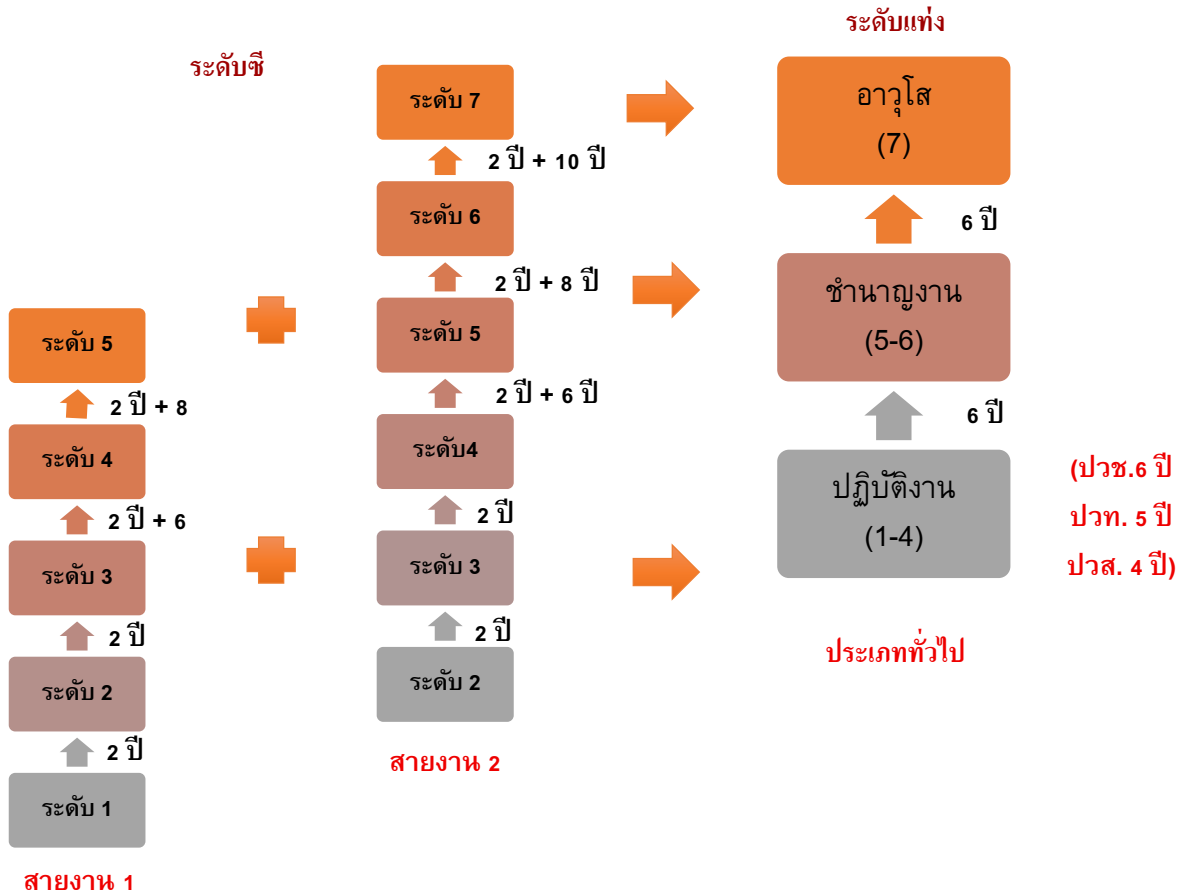 ระดับซี
ระดับแท่ง
ระดับ 5
2 ปี + 8
ระดับ 4
2 ปี + 6
ระดับ 3
2 ปี
ระดับ 2
2 ปี
ระดับ 1
สายงาน 1
ระดับ 7
2 ปี + 10 ปี
ระดับ 6
2 ปี + 8 ปี
ระดับ 5
2 ปี + 6 ปี
ระดับ4
2 ปี
ระดับ 3
2 ปี
ระดับ 2
สายงาน 2
อาวุโส
(7)
6 ปี
ชำนาญงาน
(5-6)
6 ปี
ปฏิบัติงาน
(1-4)
(ปวช.6 ปี
ปวท. 5 ปี
ปวส. 4 ปี)
ประเภททั่วไป